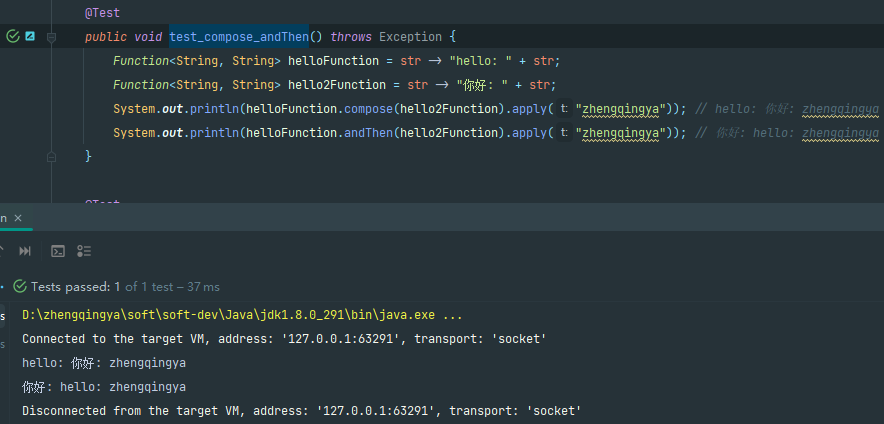 @Test
public void test_compose_andThen() throws Exception {
Function<String, String> helloFunction = str -> "hello: " + str;
Function<String, String> hello2Function = str -> "你好: " + str;
System.out.println(helloFunction.compose(hello2Function).apply( t: "zhengqingya")); // hello: 你好: zhengqingya
System.out.println(helloFunction.andThen(hello2Function).apply( t: "zhengqingya")); // 你好: hello: zhengqingya
}
@Test
n ×
Tests passed: 1 of 1 test – 37 ms
s
D:\zhengqingya\soft\soft-dev\Java\jdk1.8.0_291\bin\java.exe ...
Connected to the target VM, address: '127.0.0.1:63291', transport: 'socket'
s
hello: 你好: zhengqingya
你好: hello: zhengqingya
Disconnected from the target VM, address: '127.0.0.1:63291', transport: 'socket'